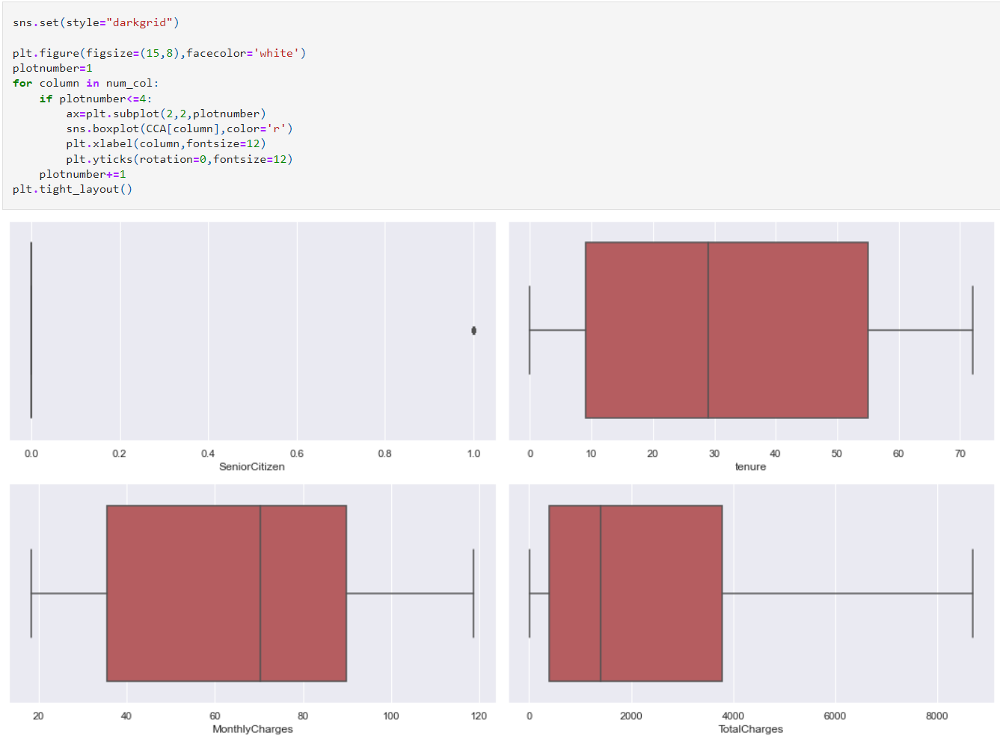 sns.set(style="darkgrid")
plt.figure(figsize=(15,8),facecolor='white')
plotnumber=1
for column in num_col:
    if plotnumber<=4:
        ax=plt.subplot(2,2,plotnumber)
        sns.boxplot(CCA[column],color='r')
        plt.xlabel(column,fontsize=12)
        plt.yticks(rotation=0,fontsize=12)
    plotnumber+=1
plt.tight_layout()
0.0 0.2 0.4 0.6 0.8 1.0
SeniorCitizen
0 10 20 30 40 50 60 70
tenure
20 40 60 80 100 120
MonthlyCharges
0 2000 4000 6000 8000
TotalCharges